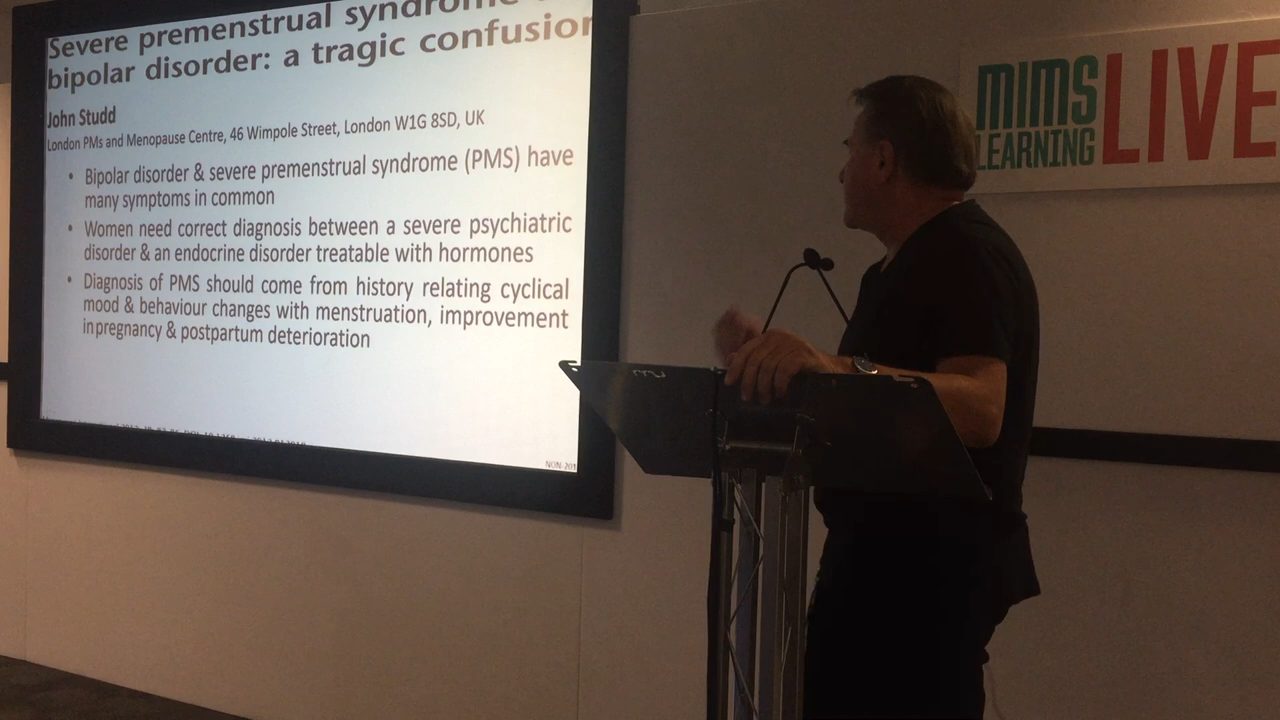 Severe premenstrual syndrome
bipolar disorder: a tragic confusion
John Studd
London PMs and Menopause Centre, 46 Wimpole Street, London W1G 8SD, UK
• Bipolar disorder & severe premenstrual syndrome (PMS) have
many symptoms in common
• Women need correct diagnosis between a severe psychiatric
disorder & an endocrine disorder treatable with hormones
• Diagnosis of PMS should come from history relating cyclical
mood & behaviour changes with menstruation, improvement
in pregnancy & postpartum deterioration
NON-201
MIMS
LEARNING
LIVE